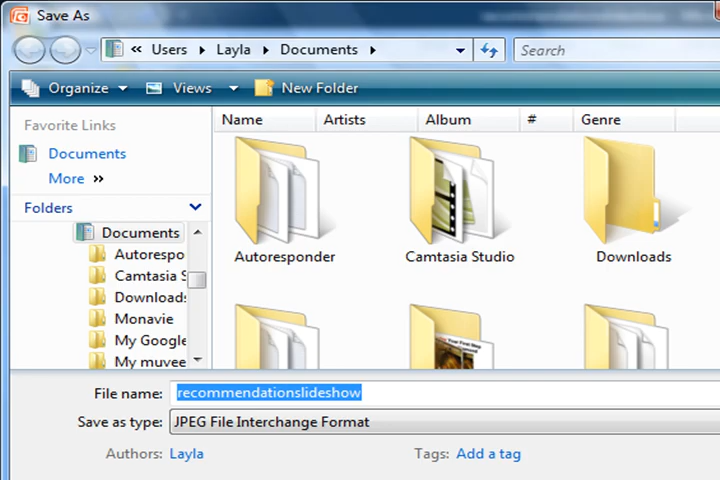 Save As
« Users Layla Documents Search
Organize Views New Folder
Favorite Links
Documents
More »
Folders
Documents
Autorespo
Camtasia S
Downloads
Monavie
My Google
My muvee
Name Artists Album # Genre
Autoresponder Camtasia Studio Downloads
File name: recommendationslideshow
Save as type: JPEG File Interchange Format
Authors: Layla Tags: Add a tag